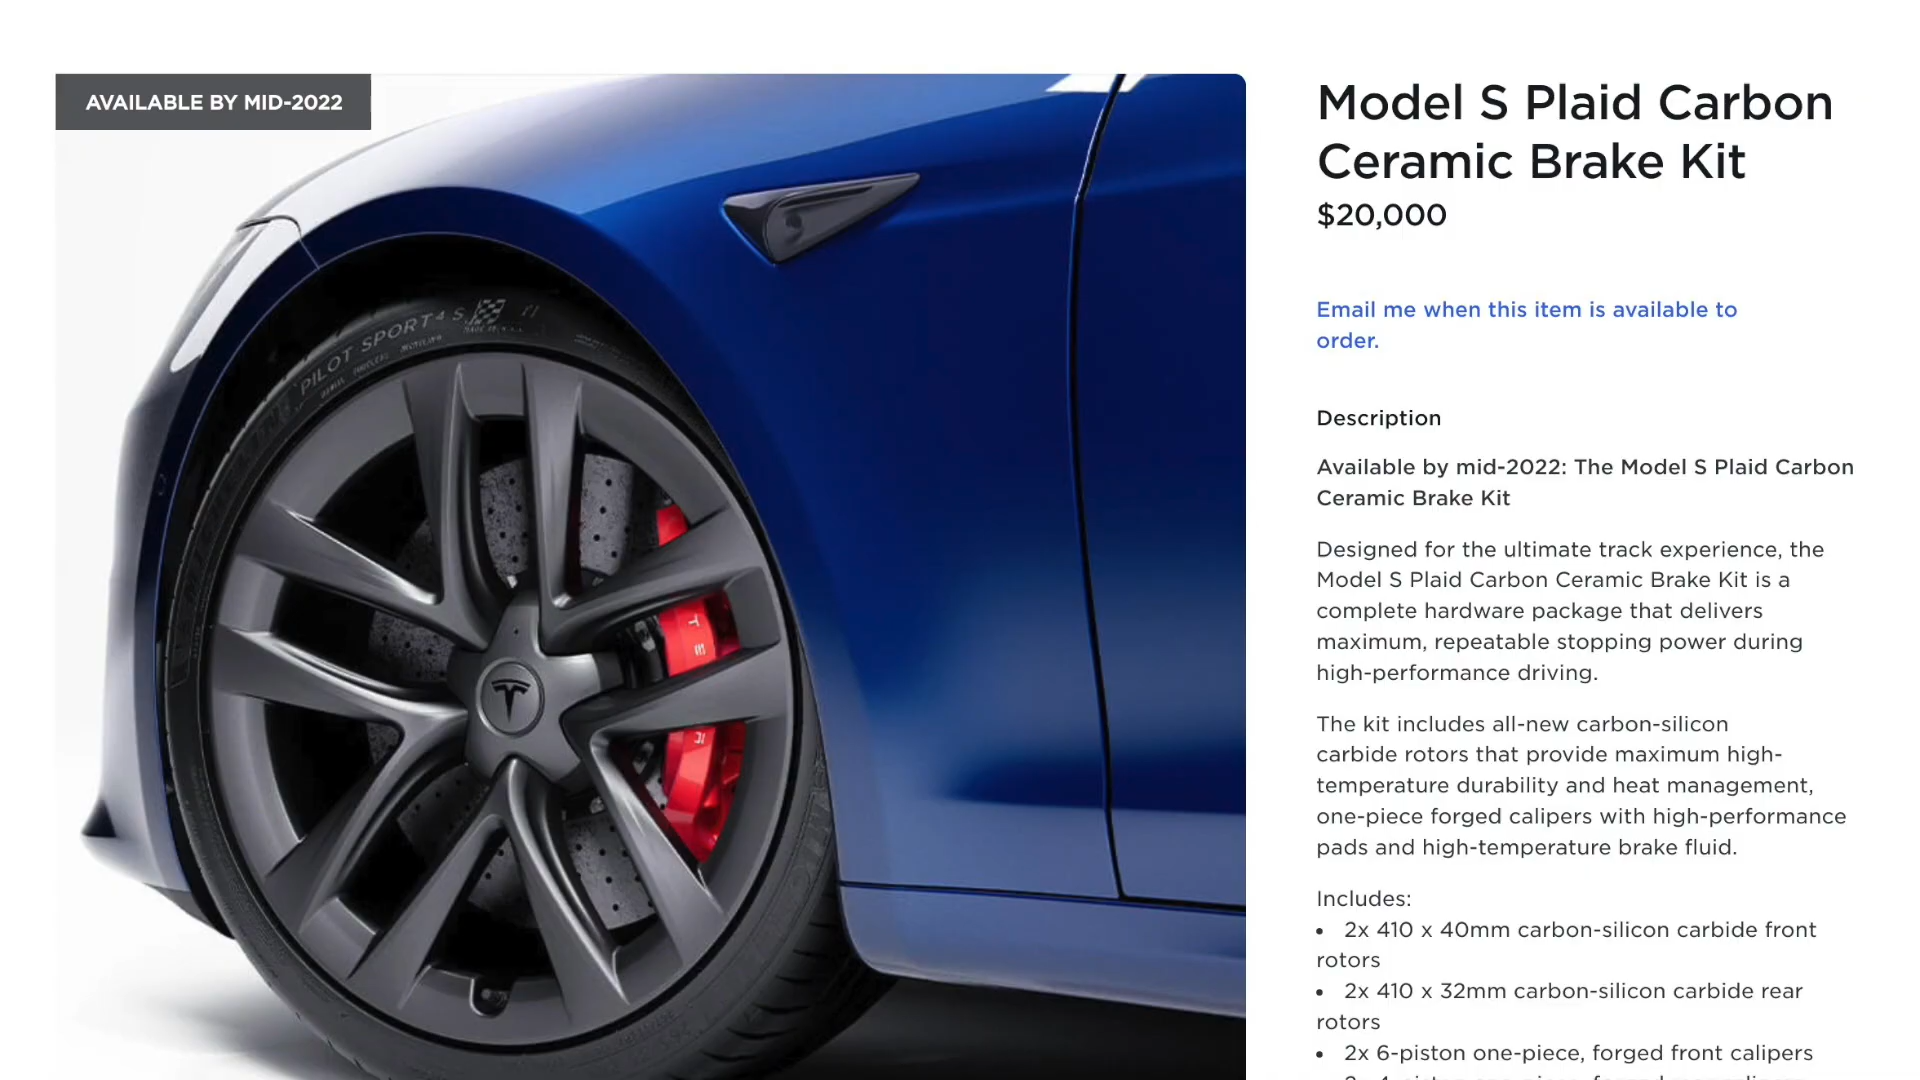 AVAILABLE BY MID-2022
PILOT SPORT 4 S
T E
Model S Plaid Carbon
Ceramic Brake Kit
$20,000
Email me when this item is available to
order.
Description
Available by mid-2022: The Model S Plaid Carbon
Ceramic Brake Kit
Designed for the ultimate track experience, the
Model S Plaid Carbon Ceramic Brake Kit is a
complete hardware package that delivers
maximum, repeatable stopping power during
high-performance driving.
The kit includes all-new carbon-silicon
carbide rotors that provide maximum high-
temperature durability and heat management,
one-piece forged calipers with high-performance
pads and high-temperature brake fluid.
Includes:
• 2x 410 x 40mm carbon-silicon carbide front
rotors
• 2x 410 x 32mm carbon-silicon carbide rear
rotors
• 2x 6-piston one-piece, forged front calipers